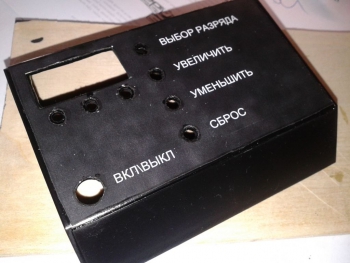 ВЫБОР РАЗРЯДА
УВЕЛИЧИТЬ
УМЕНЬШИТЬ
СБРОС
ВКЛ\ВЫКЛ